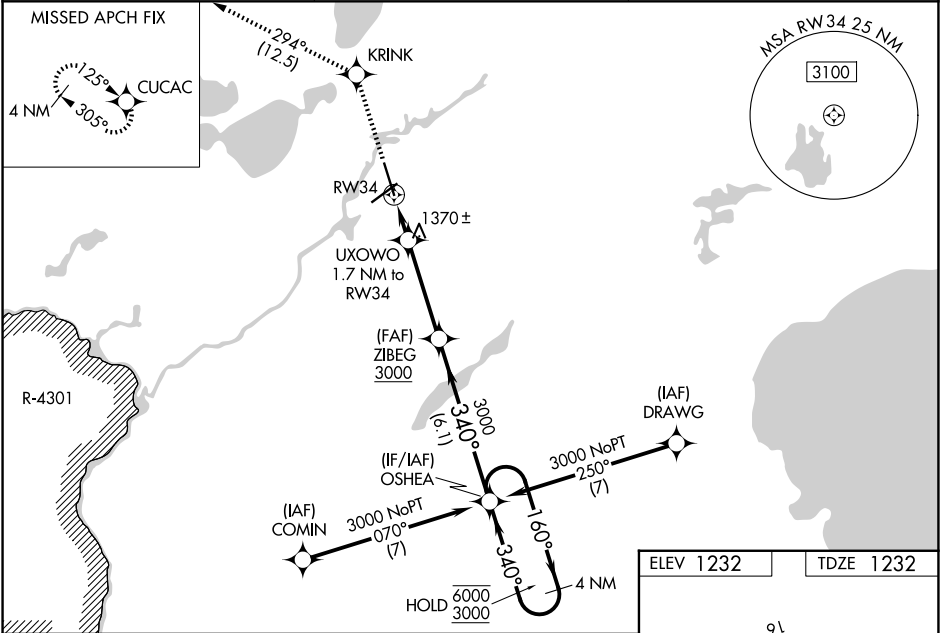 MISSED APCH FIX
125°
CUCAC
4 NM
305°
294°
(12.5)
KRINK
MSA RW34 25 NM
3100
RW34
1370 ±
UXOWO
1.7 NM to
RW34
(FAF)
ZIBEG
3000
R-4301
3000
340°
(6.1)
(IAF)
DRAWG
3000 NoPT
250°
(7)
(IF/IAF)
OSHEA
(IAF)
COMIN
3000 NoPT
070°
(7)
160°
340°
4 NM
HOLD
6000
3000
ELEV 1232
TDZE 1232
16